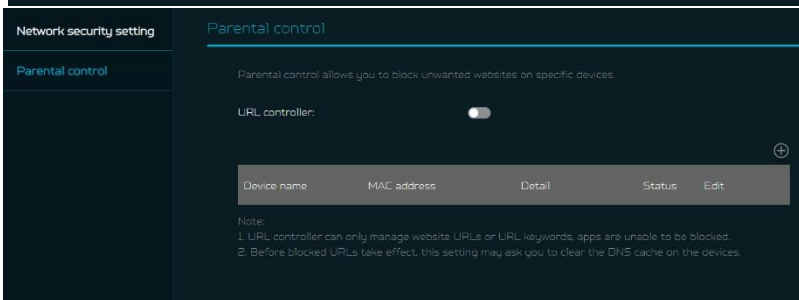 Network security setting
Parental control
Parental control
Parental control allows you to block unwanted websites on specific devices.
URL controller:
Device name MAC address Detail Status Edit
Note:
1. URL controller can only manage website URLs or URL keywords, apps are unable to be blocked.
2. Before blocked URLs take effect, this setting may ask you to clear the DNS cache on the devices.